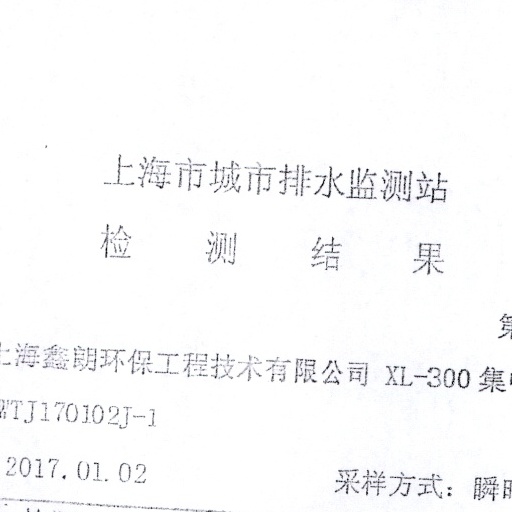 上海市城市排水监测站
检 测 结 果
第
上海鑫朗环保工程技术有限公司 XL-300 集
WTJ170102J-1
2017.01.02
采样方式：瞬